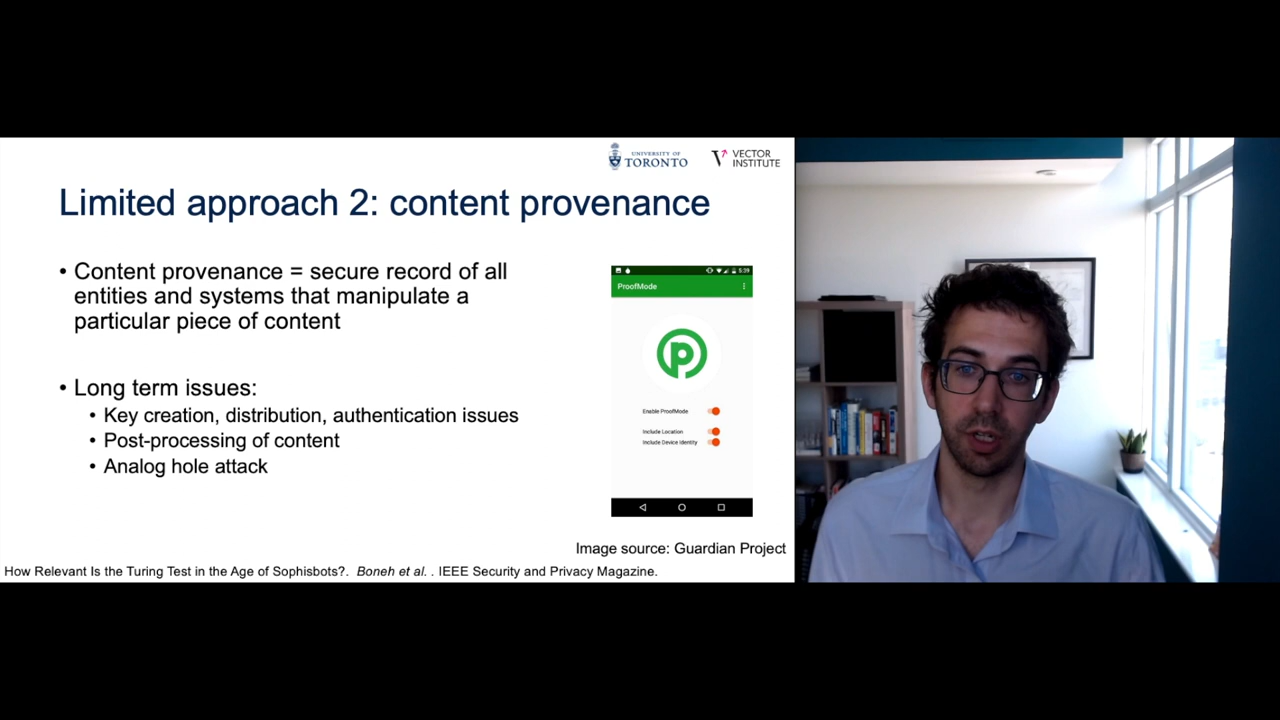 UNIVERSITY OF
TORONTO
VECTOR
INSTITUTE
Limited approach 2: content provenance
• Content provenance = secure record of all
entities and systems that manipulate a
particular piece of content
• Long term issues:
• Key creation, distribution, authentication issues
• Post-processing of content
• Analog hole attack
5:39
ProofMode
p
Enable ProofMode
Include Location
Include Device Identity
Image source: Guardian Project
How Relevant Is the Turing Test in the Age of Sophisbots?. Boneh et al. . IEEE Security and Privacy Magazine.